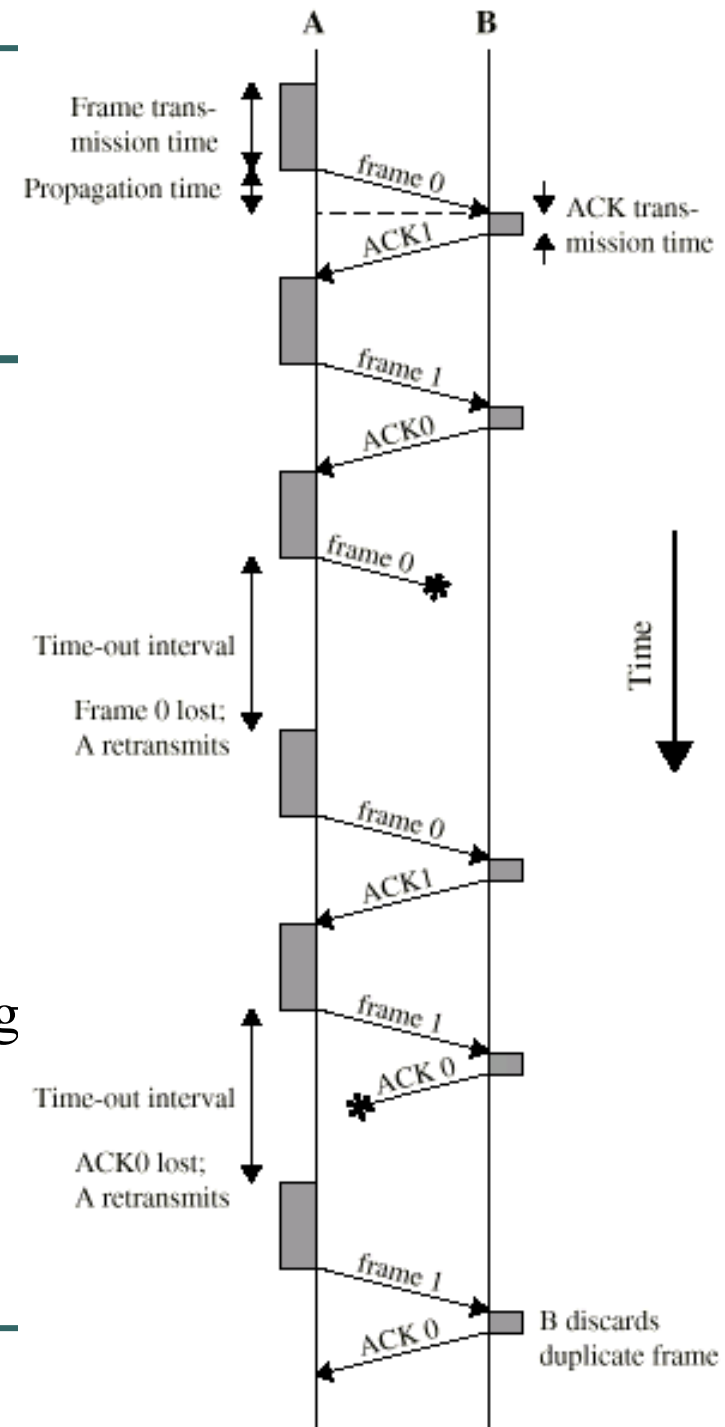 A B
Frame trans-
mission time
Propagation time
frame 0
ACK trans-
mission time
ACK1
frame 1
ACK0
frame 0
Time-out interval
Time
Frame 0 lost;
A retransmits
frame 0
ACK1
g
frame 1
ACK 0
Time-out interval
ACK0 lost;
A retransmits
frame 1
ACK 0
B discards
duplicate frame